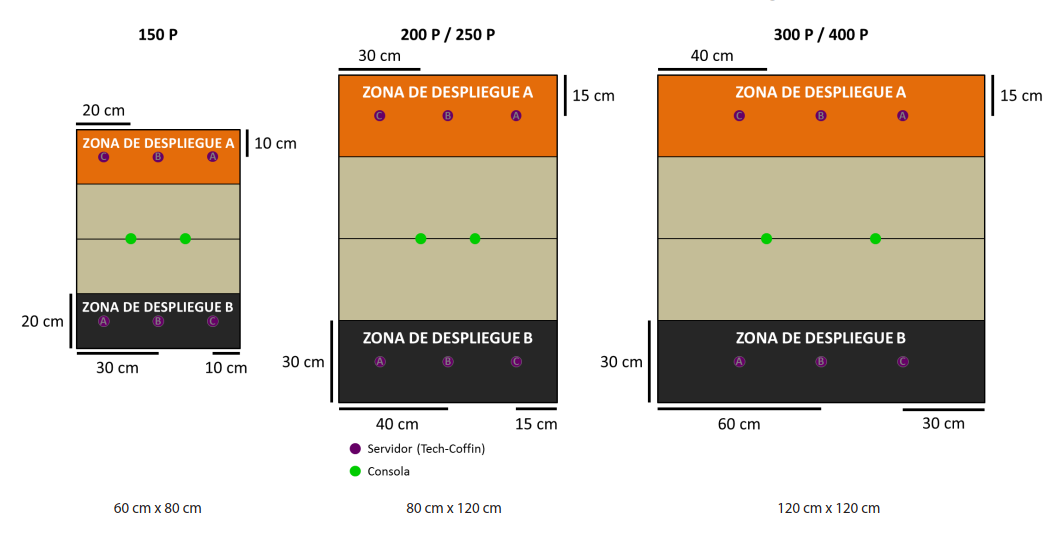 150 P
20 cm
ZONA DE DESPLIEGUE A
10 cm
C B A
20 cm
ZONA DE DESPLIEGUE B
A B C
30 cm
10 cm
60 cm x 80 cm
200 P / 250 P
30 cm
ZONA DE DESPLIEGUE A
15 cm
C B A
30 cm
ZONA DE DESPLIEGUE B
A B C
40 cm
15 cm
Servidor (Tech-Coffin)
Consola
80 cm x 120 cm
300 P / 400 P
40 cm
ZONA DE DESPLIEGUE A
15 cm
C B A
30 cm
ZONA DE DESPLIEGUE B
A B C
60 cm
30 cm
120 cm x 120 cm